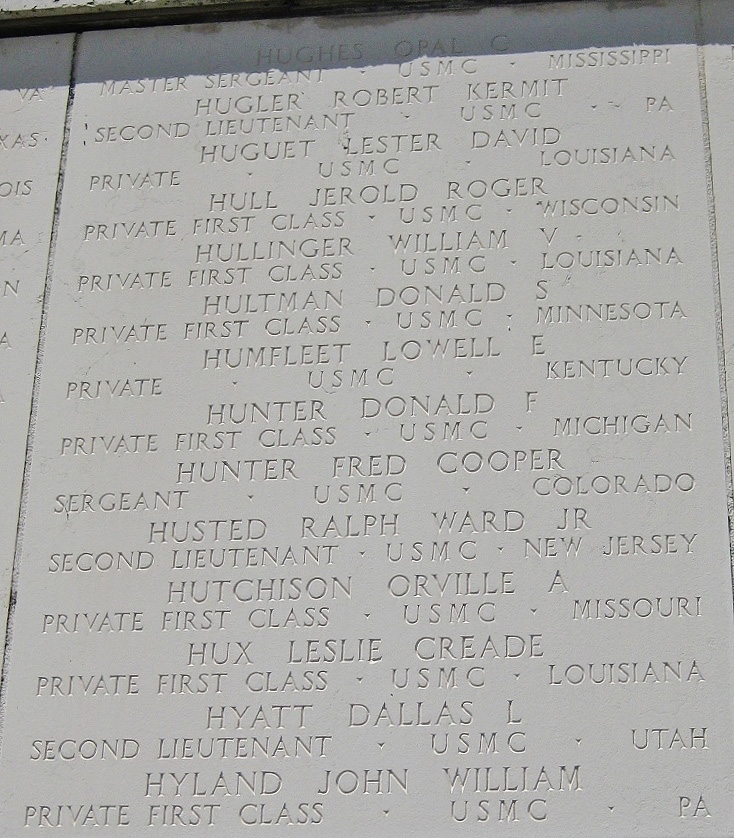 HUGHES OPAL C
MASTER SERGEANT · USMC · MISSISSIPPI
HUGLER ROBERT KERMIT
SECOND LIEUTENANT · USMC · PA
HUGUET LESTER DAVID
PRIVATE · USMC · LOUISIANA
HULL JEROLD ROGER
PRIVATE FIRST CLASS · USMC · WISCONSIN
HULLINGER WILLIAM V
PRIVATE FIRST CLASS · USMC · LOUISIANA
HULTMAN DONALD S
PRIVATE FIRST CLASS · USMC · MINNESOTA
HUMFLEET LOWELL E
PRIVATE · USMC · KENTUCKY
HUNTER DONALD F
PRIVATE FIRST CLASS · USMC · MICHIGAN
HUNTER FRED COOPER
SERGEANT · USMC · COLORADO
HUSTED RALPH WARD JR
SECOND LIEUTENANT · USMC · NEW JERSEY
HUTCHISON ORVILLE A
PRIVATE FIRST CLASS · USMC · MISSOURI
HUX LESLIE CREADE
PRIVATE FIRST CLASS · USMC · LOUISIANA
HYATT DALLAS L
SECOND LIEUTENANT · USMC · UTAH
HYLAND JOHN WILLIAM
PRIVATE FIRST CLASS · USMC · PA